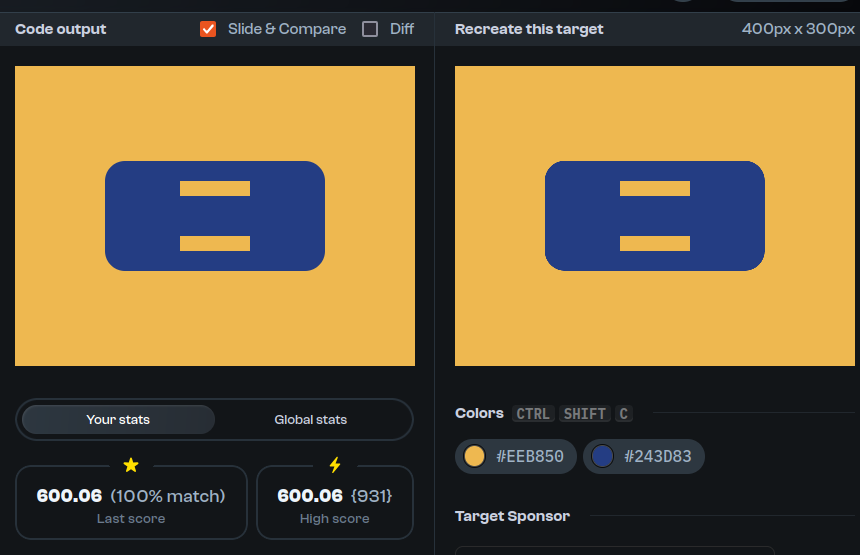 Code output
Slide & Compare
Diff
Recreate this target
400px x 300px
Your stats
Global stats
600.06 (100% match)
Last score
600.06 {931}
High score
Colors CTRL SHIFT C
#EEB850
#243D83
Target Sponsor